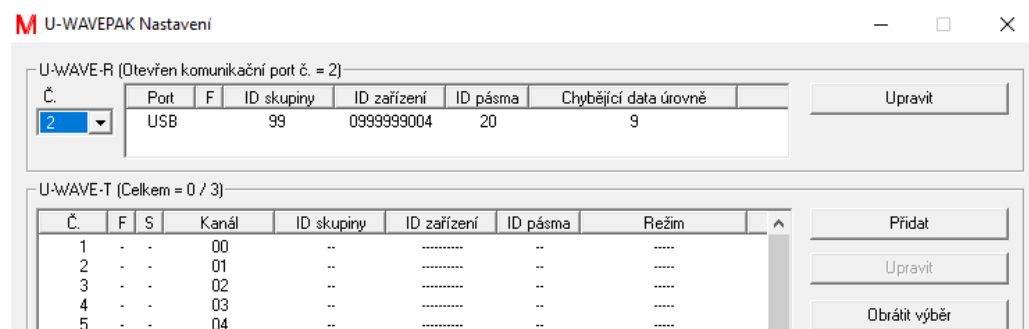 U-WAVEPAK Nastavení
U-WAVE-R (Otevřen komunikační port č. = 2)
Č. Port F ID skupiny ID zařízení ID pásma Chybějící data úrovně Upravit
2 USB 99 0999999004 20 9
U-WAVE-T (Celkem = 0 / 3)
Č. F S Kanál ID skupiny ID zařízení ID pásma Režim Přidat
1 - - 00 -- ---------- -- -----
2 - - 01 -- ---------- -- ----- Upravit
3 - - 02 -- ---------- -- -----
4 - - 03 -- ---------- -- ----- Obrátit výběr
5 - - 04 -- ---------- -- -----